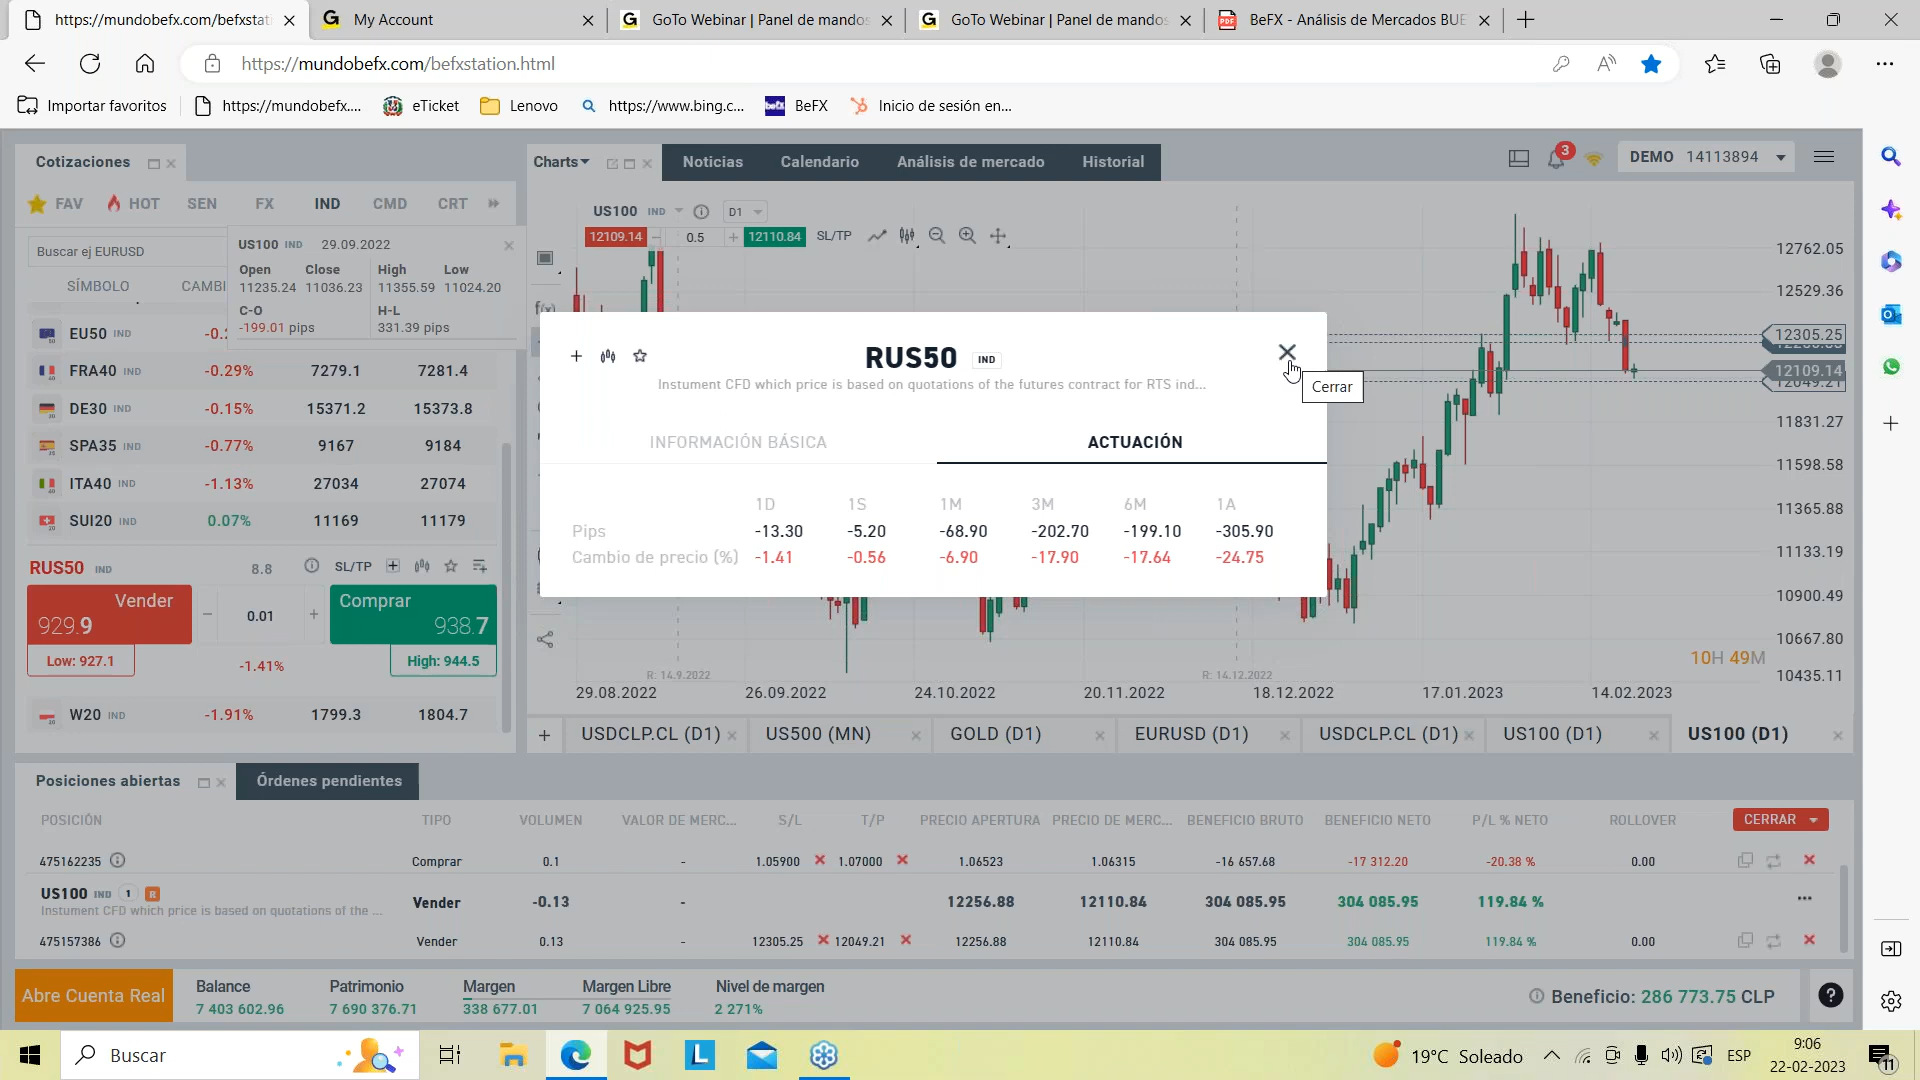 https://mundobefx.com/befxstati
My Account
GoTo Webinar | Panel de mandos
GoTo Webinar | Panel de mandos
BeFX - Análisis de Mercados BUE
https://mundobefx.com/befxstation.html
Importar favoritos
https://mundobefx....
eTicket
Lenovo
https://www.bing.c...
BeFX
Inicio de sesión en...
Cotizaciones
Charts
Noticias
Calendario
Análisis de mercado
Historial
3
DEMO 14113894
FAV HOT SEN FX IND CMD CRT
Buscar ej EURUSD
SÍMBOLO CAMBI
US100 IND 29.09.2022
Open Close High Low
11235.24 11036.23 11355.59 11024.20
C-O H-L
-199.01 pips 331.39 pips
EU50 IND
FRA40 IND -0.29% 7279.1 7281.4
DE30 IND -0.15% 15371.2 15373.8
SPA35 IND -0.77% 9167 9184
ITA40 IND -1.13% 27034 27074
SUI20 IND 0.07% 11169 11179
RUS50 IND 8.8 SL/TP
Vender 929.9
0.01
Comprar 938.7
Low: 927.1 -1.41% High: 944.5
W20 IND -1.91% 1799.3 1804.7
US100 IND D1
12109.14 0.5 12110.84 SL/TP
f(x)
RUS50 IND
Instument CFD which price is based on quotations of the futures contract for RTS ind...
Cerrar
INFORMACIÓN BÁSICA ACTUACIÓN
1D 1S 1M 3M 6M 1A
Pips -13.30 -5.20 -68.90 -202.70 -199.10 -305.90
Cambio de precio (%) -1.41 -0.56 -6.90 -17.90 -17.64 -24.75
12762.05
12529.36
12305.25
12109.14
12049.21
11831.27
11598.58
11365.88
11133.19
10900.49
10667.80
10435.11
10H 49M
R: 14.9.2022
R: 14.12.2022
29.08.2022 26.09.2022 24.10.2022 20.11.2022 18.12.2022 17.01.2023 14.02.2023
USDCLP.CL (D1) US500 (MN) GOLD (D1) EURUSD (D1) USDCLP.CL (D1) US100 (D1) US100 (D1)
Posiciones abiertas
Órdenes pendientes
POSICIÓN TIPO VOLUMEN VALOR DE MERC... S/L T/P PRECIO APERTURA PRECIO DE MERC... BENEFICIO BRUTO BENEFICIO NETO P/L % NETO ROLLOVER CERRAR
475162235 Comprar 0.1 - 1.05900 1.07000 1.06523 1.06315 -16 657.68 -17 312.20 -20.38 % 0.00
US100 IND 1 R Vender -0.13 - 12256.88 12110.84 304 085.95 304 085.95 119.84 %
Instument CFD which price is based on quotations of the ...
475157386 Vender 0.13 - 12305.25 12049.21 12256.88 12110.84 304 085.95 304 085.95 119.84 % 0.00
Abre Cuenta Real
Balance Patrimonio Margen Margen Libre Nivel de margen
7 403 602.96 7 690 376.71 338 677.01 7 064 925.95 2 271%
Beneficio: 286 773.75 CLP
Buscar
19°C Soleado
ESP
9:06
22-02-2023
11